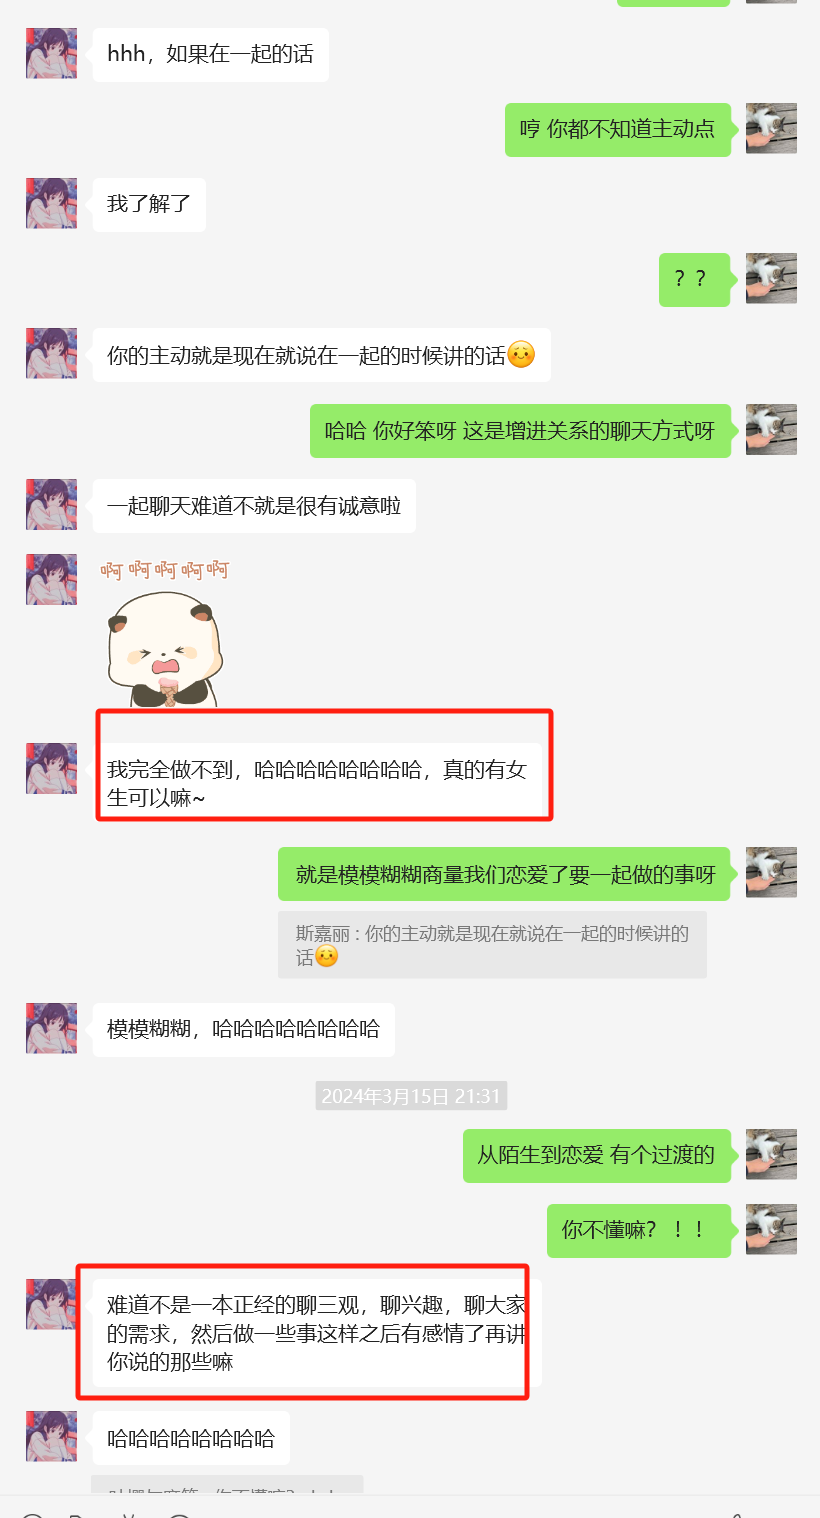 hhh，如果在一起的话
哼 你都不知道主动点
我了解了
？？
你的主动就是现在就说在一起的时候讲的话
哈哈 你好笨呀 这是增进关系的聊天方式呀
一起聊天难道不就是很有诚意啦
啊啊啊啊啊
我完全做不到，哈哈哈哈哈哈哈哈，真的有女
生可以嘛~
就是模模糊糊商量我们恋爱了要一起做的事呀
斯嘉丽 : 你的主动就是现在就说在一起的时候讲的
话
模模糊糊，哈哈哈哈哈哈哈哈
2024年3月15日 21:31
从陌生到恋爱 有个过渡的
你不懂嘛？！！
难道不是一本正经的聊三观，聊兴趣，聊大家
的需求，然后做一些事这样之后有感情了再讲
你说的那些嘛
哈哈哈哈哈哈哈哈